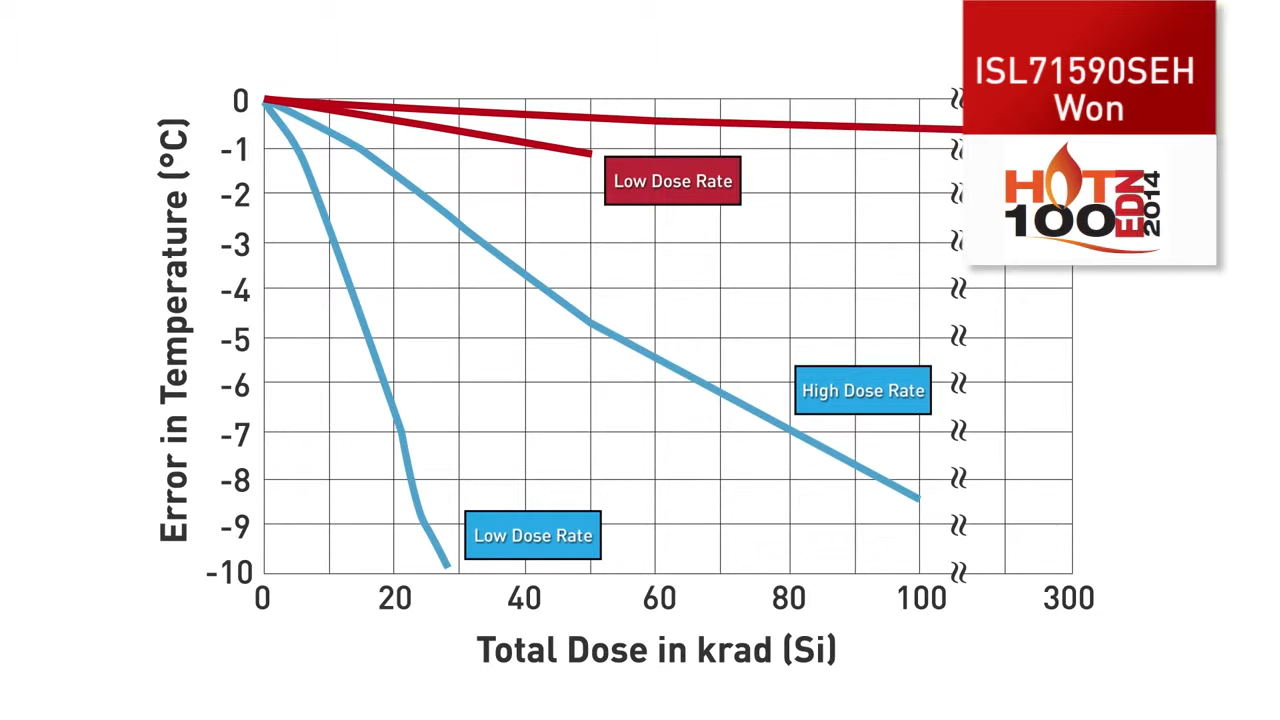 ISL71590SEH
Won
HOT
100
EDN
2014
Error in Temperature (°C)
0
-1
-2
-3
-4
-5
-6
-7
-8
-9
-10
Low Dose Rate
High Dose Rate
Low Dose Rate
0 20 40 60 80 100 300
Total Dose in krad (Si)